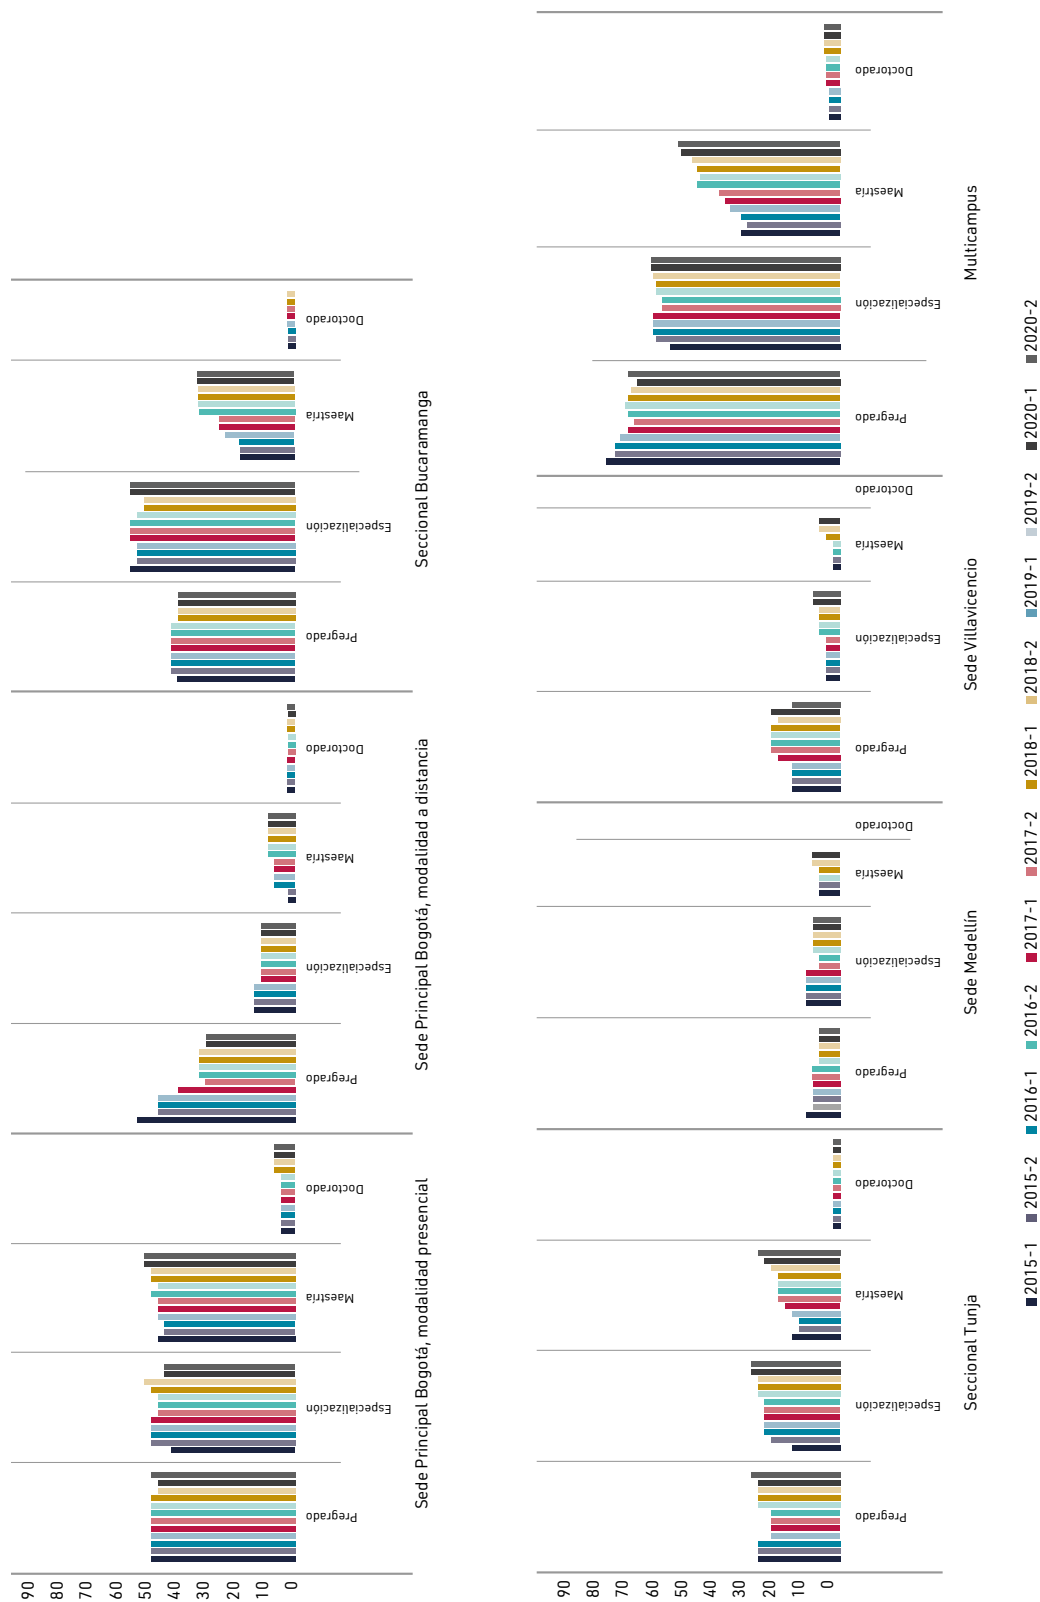 90
80
70
60
50
40
30
20
10
0
Pregrado
Especialización
Maestría
Doctorado
Pregrado
Especialización
Maestría
Doctorado
Pregrado
Especialización
Maestría
Doctorado
Sede Principal Bogotá, modalidad presencial
Sede Principal Bogotá, modalidad a distancia
Seccional Bucaramanga
90
80
70
60
50
40
30
20
10
0
Pregrado
Especialización
Maestría
Doctorado
Pregrado
Especialización
Maestría
Doctorado
Pregrado
Especialización
Maestría
Doctorado
Pregrado
Especialización
Maestría
Doctorado
Seccional Tunja
Sede Medellín
Sede Villavicencio
Multicampus
2015-1
2015-2
2016-1
2016-2
2017-1
2017-2
2018-1
2018-2
2019-1
2019-2
2020-1
2020-2